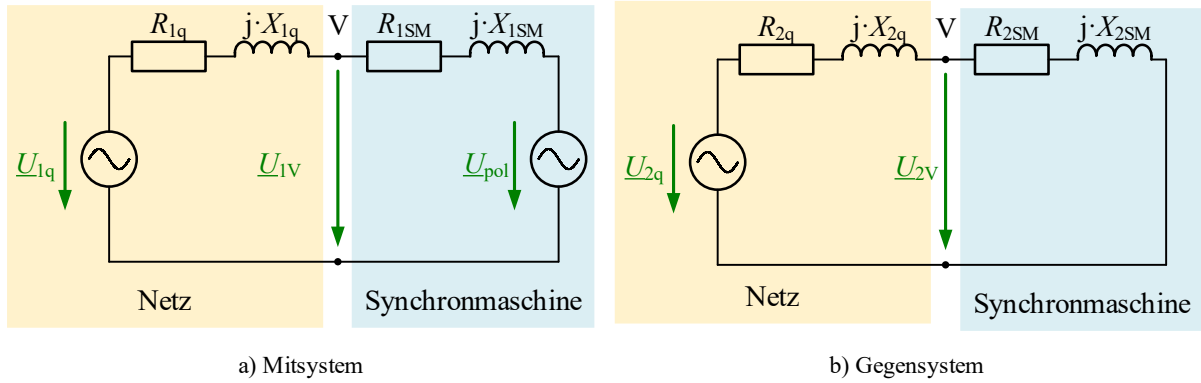 R1q j·X1q V R1SM j·X1SM
U1q U1V Upol
Netz Synchronmaschine
a) Mitsystem
R2q j·X2q V R2SM j·X2SM
U2q U2V
Netz Synchronmaschine
b) Gegensystem